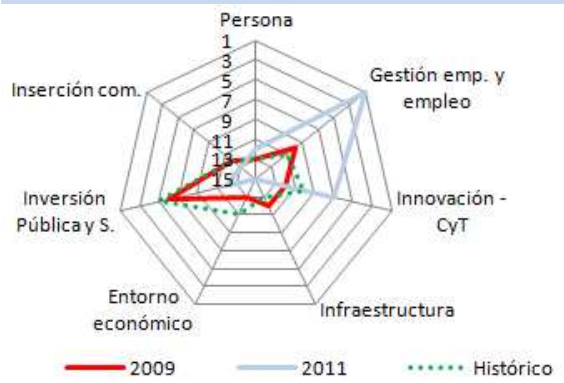 Persona
1
3
5
7
9
11
13
15
Gestión emp. y
empleo
Inserción com.
Innovación -
CyT
Inversión
Pública y S.
Entorno
económico
Infraestructura
2009
2011
Histórico